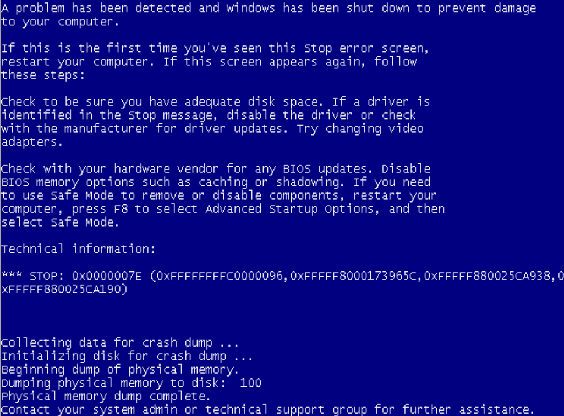 A problem has been detected and windows has been shut down to prevent damage
to your computer.
If this is the first time you've seen this Stop error screen,
restart your computer. If this screen appears again, follow
these steps:
Check to be sure you have adequate disk space. If a driver is
identified in the Stop message, disable the driver or check
with the manufacturer for driver updates. Try changing video
adapters.
Check with your hardware vendor for any BIOS updates. Disable
BIOS memory options such as caching or shadowing. If you need
to use Safe Mode to remove or disable components, restart your
computer, press F8 to select Advanced Startup Options, and then
select Safe Mode.
Technical information:
*** STOP: 0x0000007E (0xFFFFFFFFC0000096,0xFFFFF8000173965C,0xFFFFF880025CA938,0
xFFFFF880025CA190)
Collecting data for crash dump ...
Initializing disk for crash dump ...
Beginning dump of physical memory.
Dumping physical memory to disk:  100
Physical memory dump complete.
Contact your system admin or technical support group for further assistance.